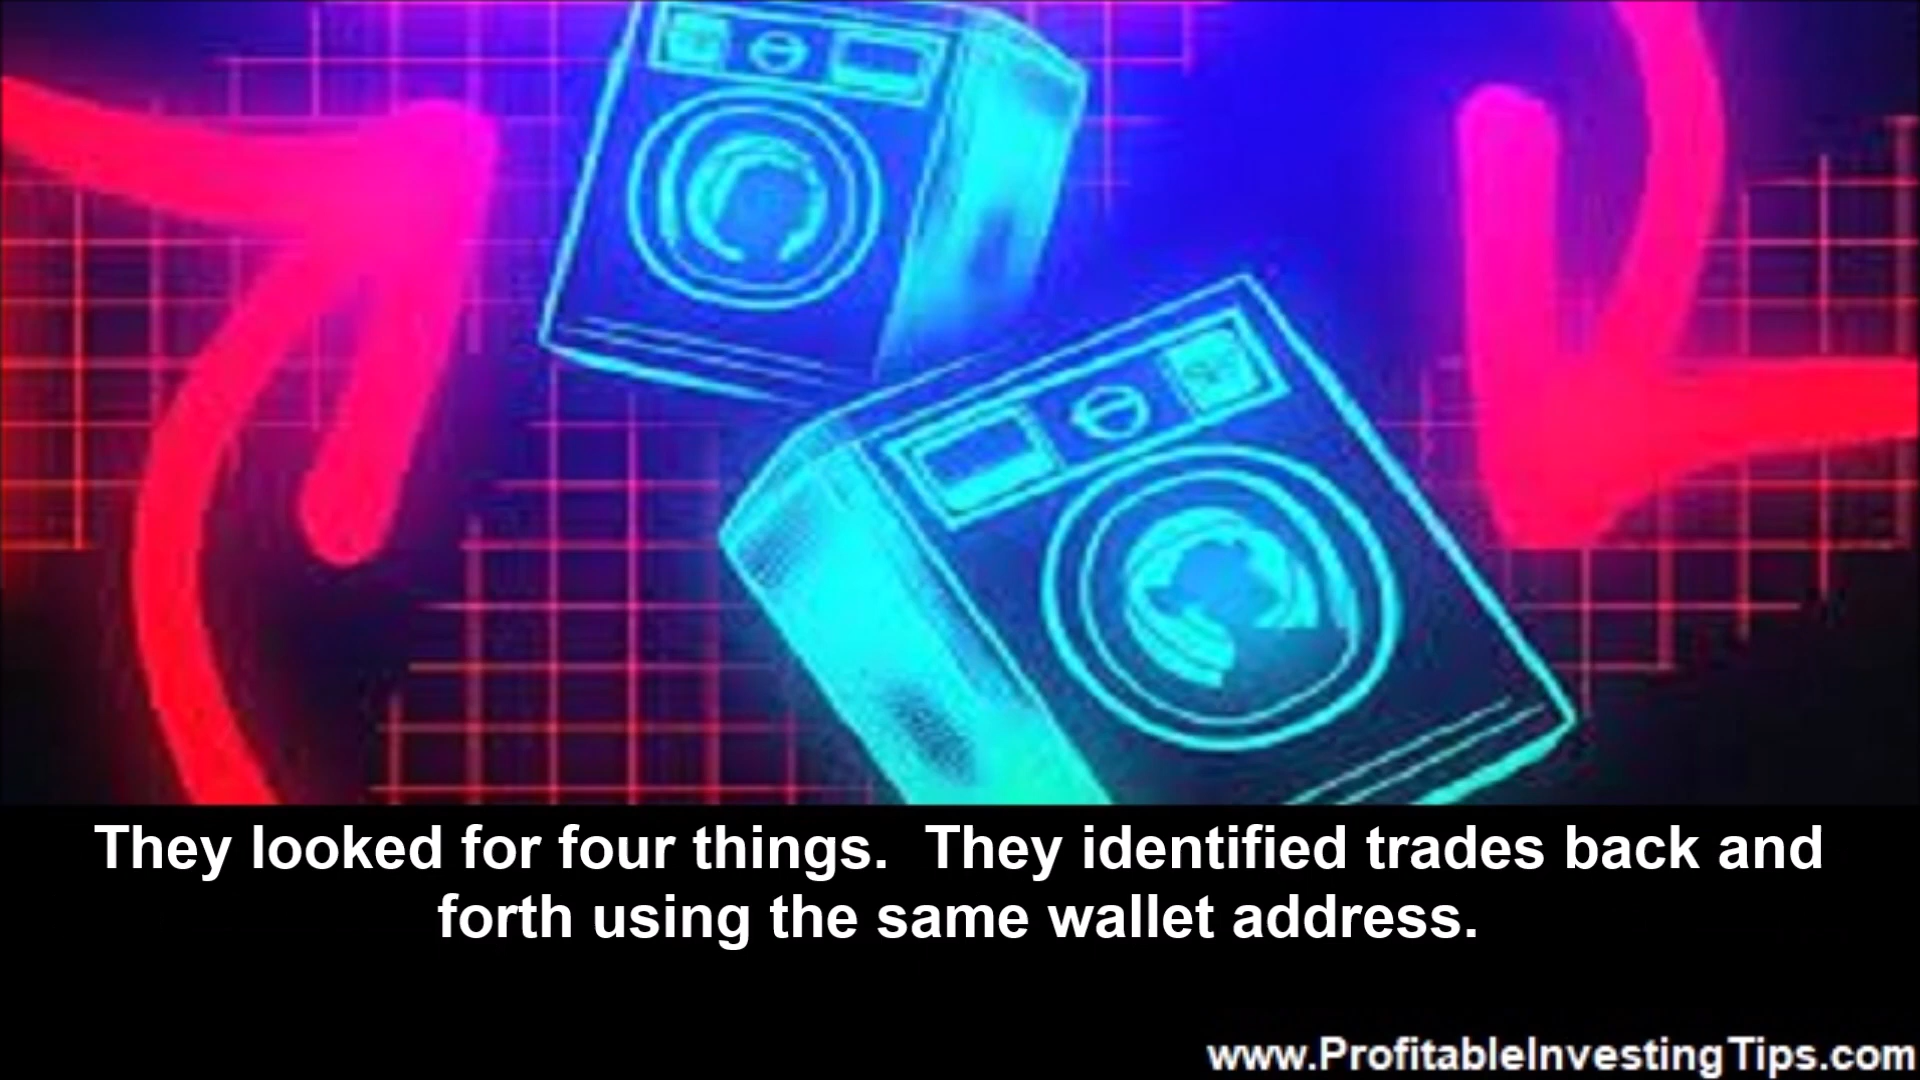 They looked for four things.  They identified trades back and
forth using the same wallet address.
www.ProfitableInvestingTips.com